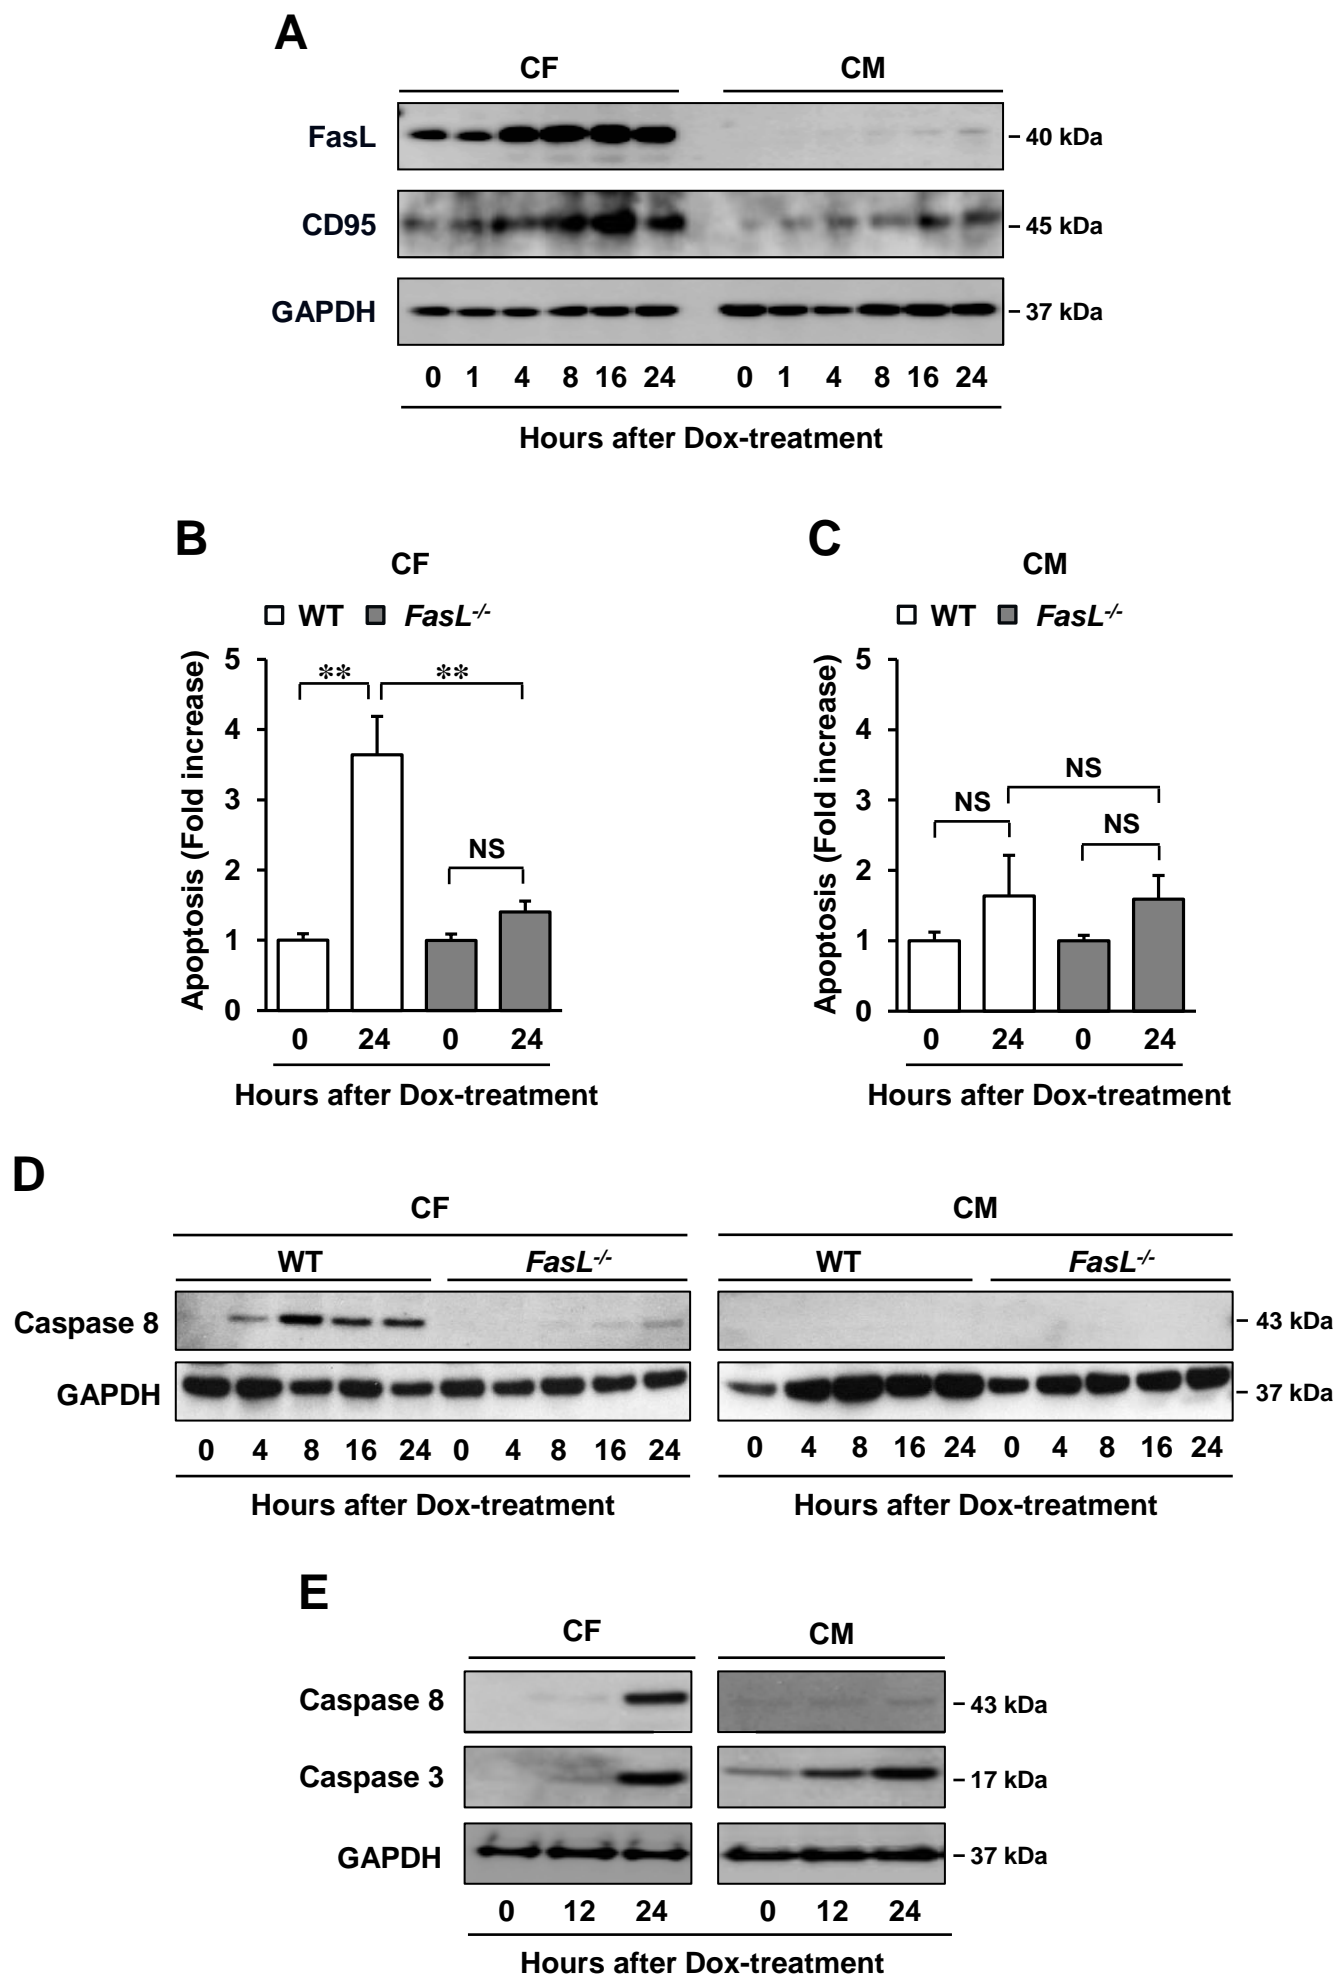 A
CF CM
FasL - 40 kDa
CD95 - 45 kDa
GAPDH - 37 kDa
0 1 4 8 16 24 0 1 4 8 16 24
Hours after Dox-treatment
B
CF
WT FasL-/-
Apoptosis (Fold increase)
5
4
3
2
1
0
** **
NS
0 24 0 24
Hours after Dox-treatment
C
CM
WT FasL-/-
Apoptosis (Fold increase)
5
4
3
2
1
0
NS
NS
NS
0 24 0 24
Hours after Dox-treatment
D
CF CM
WT FasL-/- WT FasL-/-
Caspase 8 - 43 kDa
GAPDH - 37 kDa
0 4 8 16 24 0 4 8 16 24 0 4 8 16 24 0 4 8 16 24
Hours after Dox-treatment Hours after Dox-treatment
E
CF CM
Caspase 8 - 43 kDa
Caspase 3 - 17 kDa
GAPDH - 37 kDa
0 12 24 0 12 24
Hours after Dox-treatment